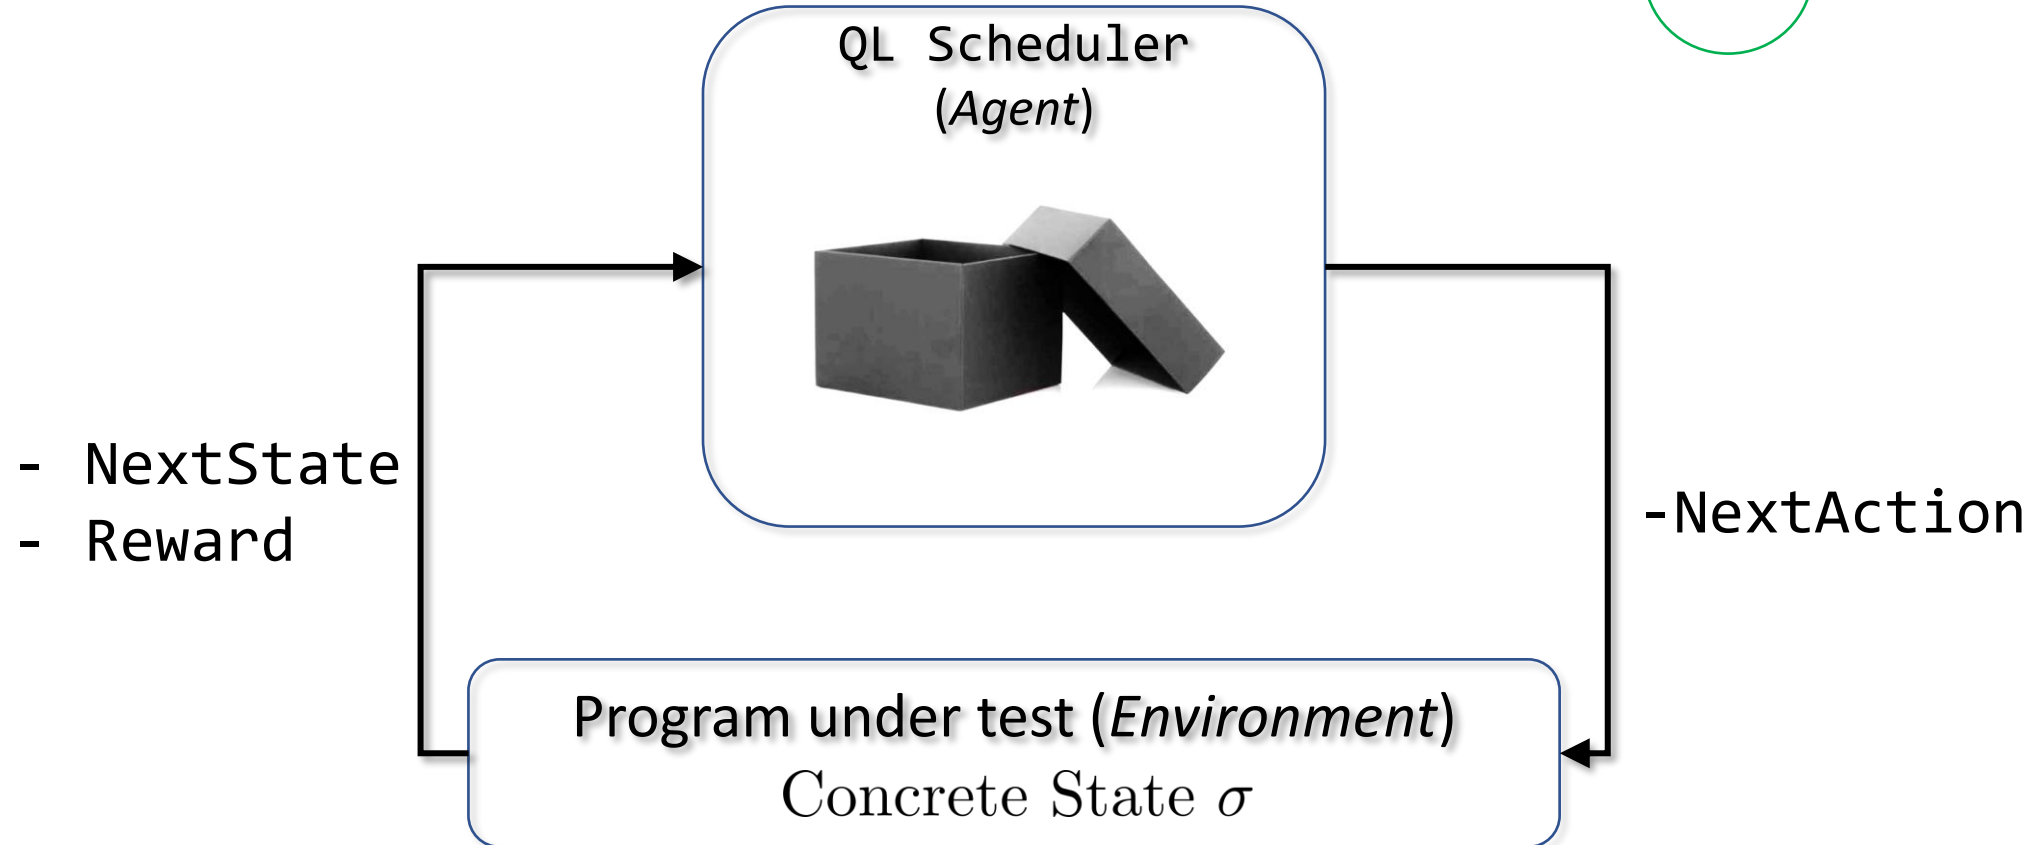 QL Scheduler
(Agent)
- NextState
- Reward
-NextAction
Program under test (Environment)
Concrete State σ